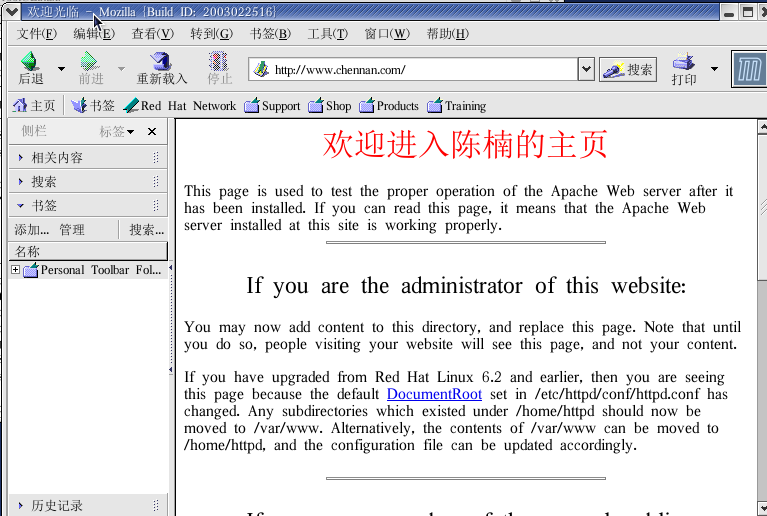 欢迎光临 - Mozilla {Build ID: 2003022516}
文件(F) 编辑(E) 查看(V) 转到(G) 书签(B) 工具(T) 窗口(W) 帮助(H)
后退 前进 重新载入 停止 http://www.chennan.com/ 搜索 打印
主页 书签 Red Hat Network Support Shop Products Training
侧栏 标签
相关内容
搜索
书签
添加... 管理 搜索...
名称
Personal Toolbar Fol...
历史记录
欢迎进入陈楠的主页
This page is used to test the proper operation of the Apache Web server after it
has been installed. If you can read this page, it means that the Apache Web
server installed at this site is working properly.
If you are the administrator of this website:
You may now add content to this directory, and replace this page. Note that until
you do so, people visiting your website will see this page, and not your content.
If you have upgraded from Red Hat Linux 6.2 and earlier, then you are seeing
this page because the default DocumentRoot set in /etc/httpd/conf/httpd.conf has
changed. Any subdirectories which existed under /home/httpd should now be
moved to /var/www. Alternatively, the contents of /var/www can be moved to
/home/httpd, and the configuration file can be updated accordingly.